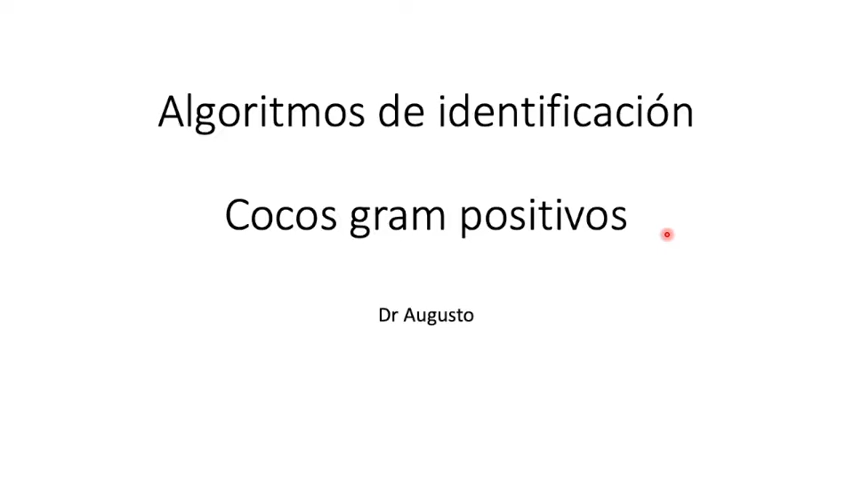 Algoritmos de identificación
Cocos gram positivos
Dr Augusto